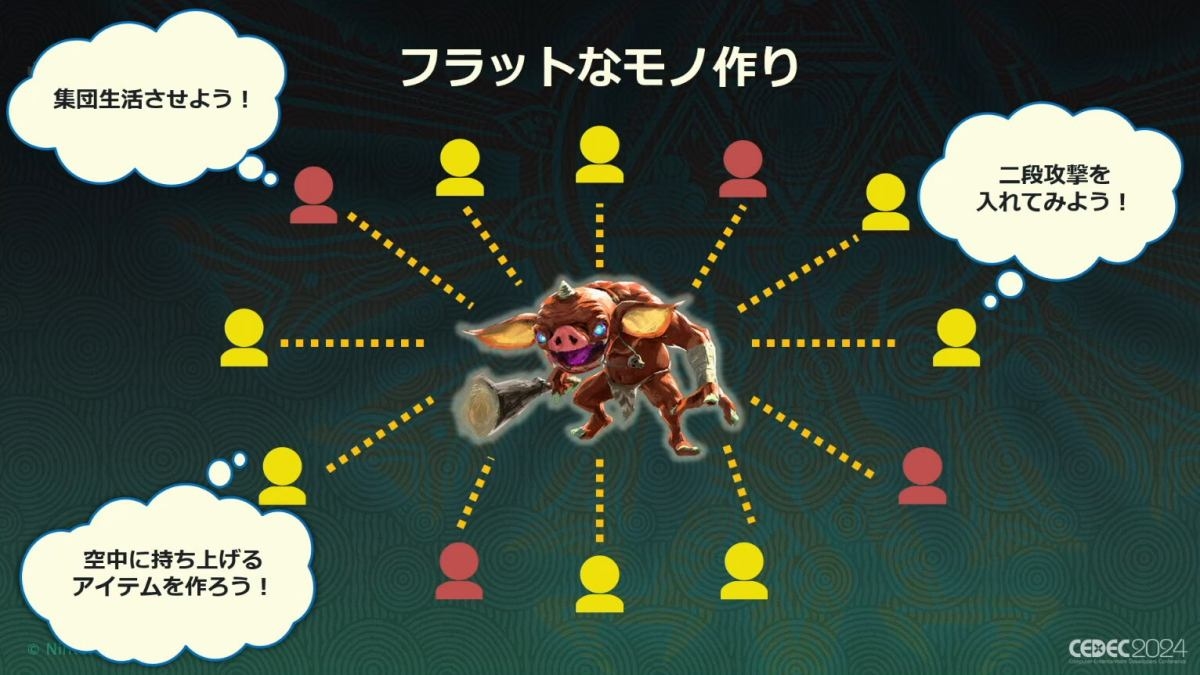 フラットなモノ作り
集団生活させよう！
二段攻撃を
入れてみよう！
空中に持ち上げる
アイテムを作ろう！
CEDEC2024
Computer Entertainment Developers Conference
©